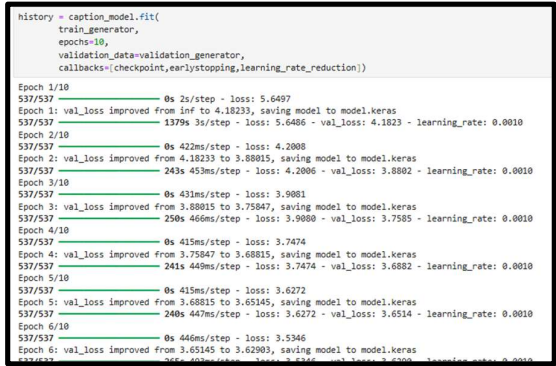 history = caption_model.fit(
train_generator,
epochs=10,
validation_data=validation_generator,
callbacks=[checkpoint,earlystopping,learning_rate_reduction])
Epoch 1/10
537/537 0s 2s/step - loss: 5.6497
Epoch 1: val_loss improved from inf to 4.18233, saving model to model.keras
537/537 1379s 3s/step - loss: 5.6486 - val_loss: 4.1823 - learning_rate: 0.0010
Epoch 2/10
537/537 0s 422ms/step - loss: 4.2008
Epoch 2: val_loss improved from 4.18233 to 3.88015, saving model to model.keras
537/537 243s 453ms/step - loss: 4.2006 - val_loss: 3.8802 - learning_rate: 0.0010
Epoch 3/10
537/537 0s 431ms/step - loss: 3.9081
Epoch 3: val_loss improved from 3.88015 to 3.75847, saving model to model.keras
537/537 250s 466ms/step - loss: 3.9080 - val_loss: 3.7585 - learning_rate: 0.0010
Epoch 4/10
537/537 0s 415ms/step - loss: 3.7474
Epoch 4: val_loss improved from 3.75847 to 3.68815, saving model to model.keras
537/537 241s 449ms/step - loss: 3.7474 - val_loss: 3.6882 - learning_rate: 0.0010
Epoch 5/10
537/537 0s 415ms/step - loss: 3.6272
Epoch 5: val_loss improved from 3.68815 to 3.65145, saving model to model.keras
537/537 240s 447ms/step - loss: 3.6272 - val_loss: 3.6514 - learning_rate: 0.0010
Epoch 6/10
537/537 0s 446ms/step - loss: 3.5346
Epoch 6: val_loss improved from 3.65145 to 3.62903, saving model to model.keras
537/537 - loss: 3.5346 - val_loss: 3.6290 - learning_rate: 0.0010